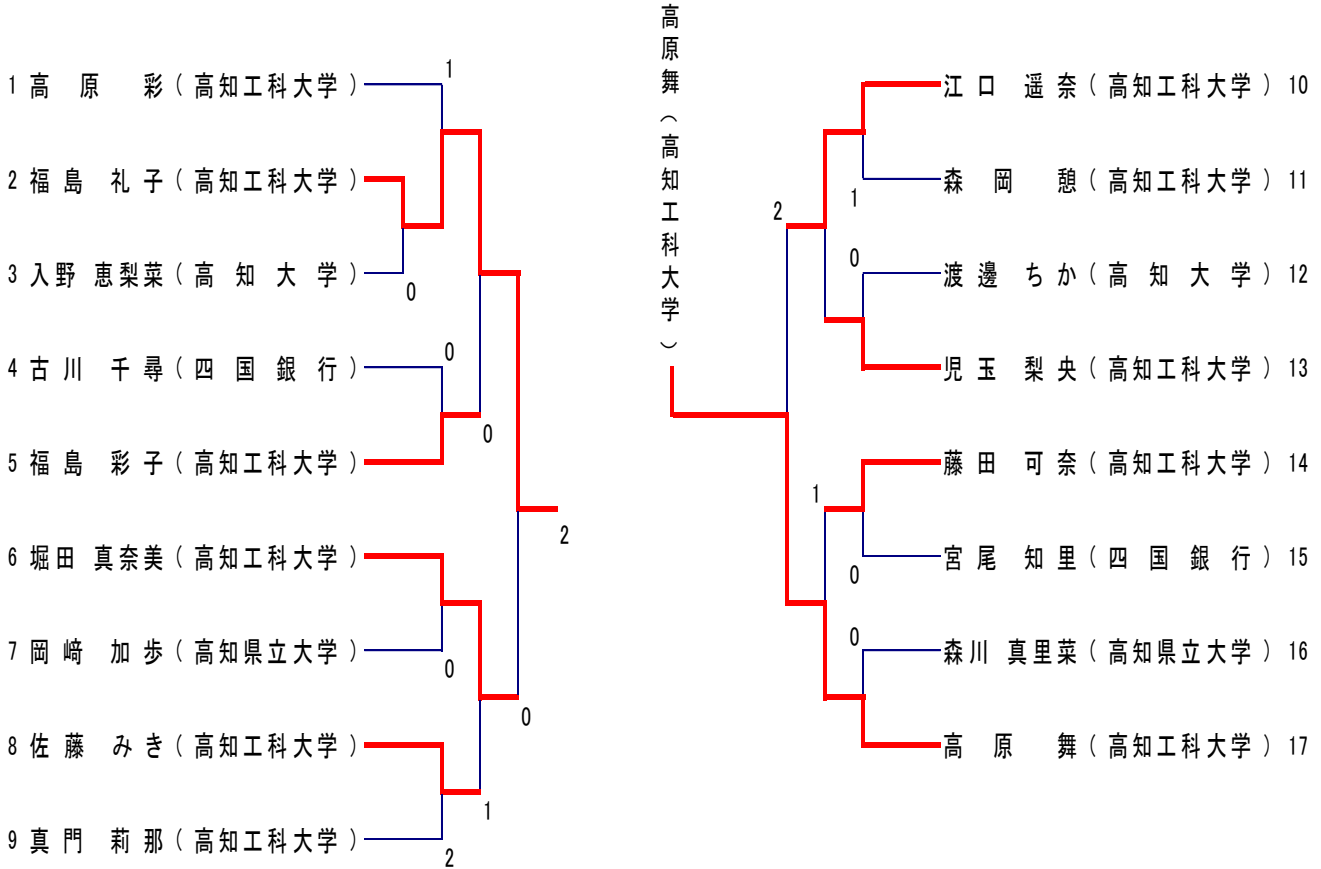 1 高原 彩（高知工科大学）
2 福島 礼子（高知工科大学）
3 入野 恵梨菜（高知大学）
4 古川 千尋（四国銀行）
5 福島 彩子（高知工科大学）
6 堀田 真奈美（高知工科大学）
7 岡﨑 加歩（高知県立大学）
8 佐藤 みき（高知工科大学）
9 真門 莉那（高知工科大学）
1
0
0
0
0
1
2
0
2
高原舞（高知工科大学）
2
1
0
1
0
0
江口 遥奈（高知工科大学）10
森岡 憩（高知工科大学）11
渡邊 ちか（高知大学）12
児玉 梨央（高知工科大学）13
藤田 可奈（高知工科大学）14
宮尾 知里（四国銀行）15
森川 真里菜（高知県立大学）16
高原 舞（高知工科大学）17